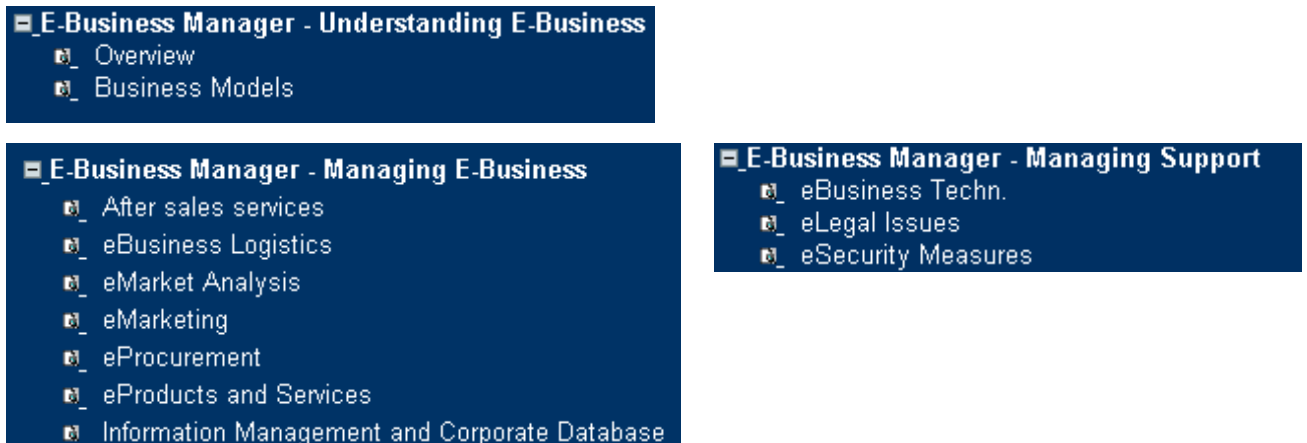 E-Business Manager - Understanding E-Business
Overview
Business Models
E-Business Manager - Managing E-Business
After sales services
eBusiness Logistics
eMarket Analysis
eMarketing
eProcurement
eProducts and Services
Information Management and Corporate Database
E-Business Manager - Managing Support
eBusiness Techn.
eLegal Issues
eSecurity Measures